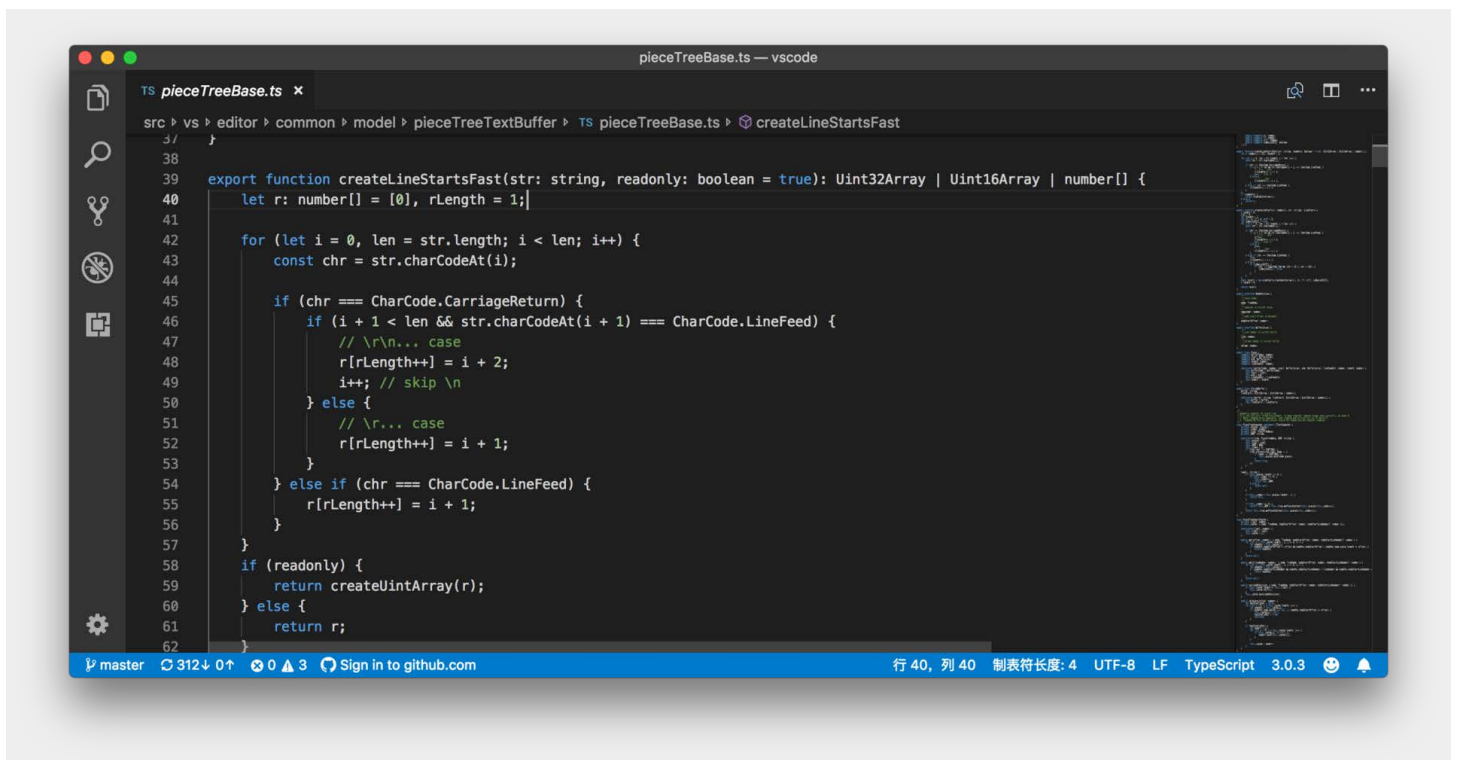 pieceTreeBase.ts — vscode
TS pieceTreeBase.ts ×
src ▸ vs ▸ editor ▸ common ▸ model ▸ pieceTreeTextBuffer ▸ TS pieceTreeBase.ts ▸ createLineStartsFast
37 }
38
39 export function createLineStartsFast(str: string, readonly: boolean = true): Uint32Array | Uint16Array | number[] {
40     let r: number[] = [0], rLength = 1;
41
42     for (let i = 0, len = str.length; i < len; i++) {
43         const chr = str.charCodeAt(i);
44
45         if (chr === CharCode.CarriageReturn) {
46             if (i + 1 < len && str.charCodeAt(i + 1) === CharCode.LineFeed) {
47                 // \r\n... case
48                 r[rLength++] = i + 2;
49                 i++; // skip \n
50             } else {
51                 // \r... case
52                 r[rLength++] = i + 1;
53             }
54         } else if (chr === CharCode.LineFeed) {
55             r[rLength++] = i + 1;
56         }
57     }
58     if (readonly) {
59         return createUintArray(r);
60     } else {
61         return r;
62     }
master 312↓ 0↑ 0 3 Sign in to github.com 行 40，列 40 制表符长度: 4 UTF-8 LF TypeScript 3.0.3